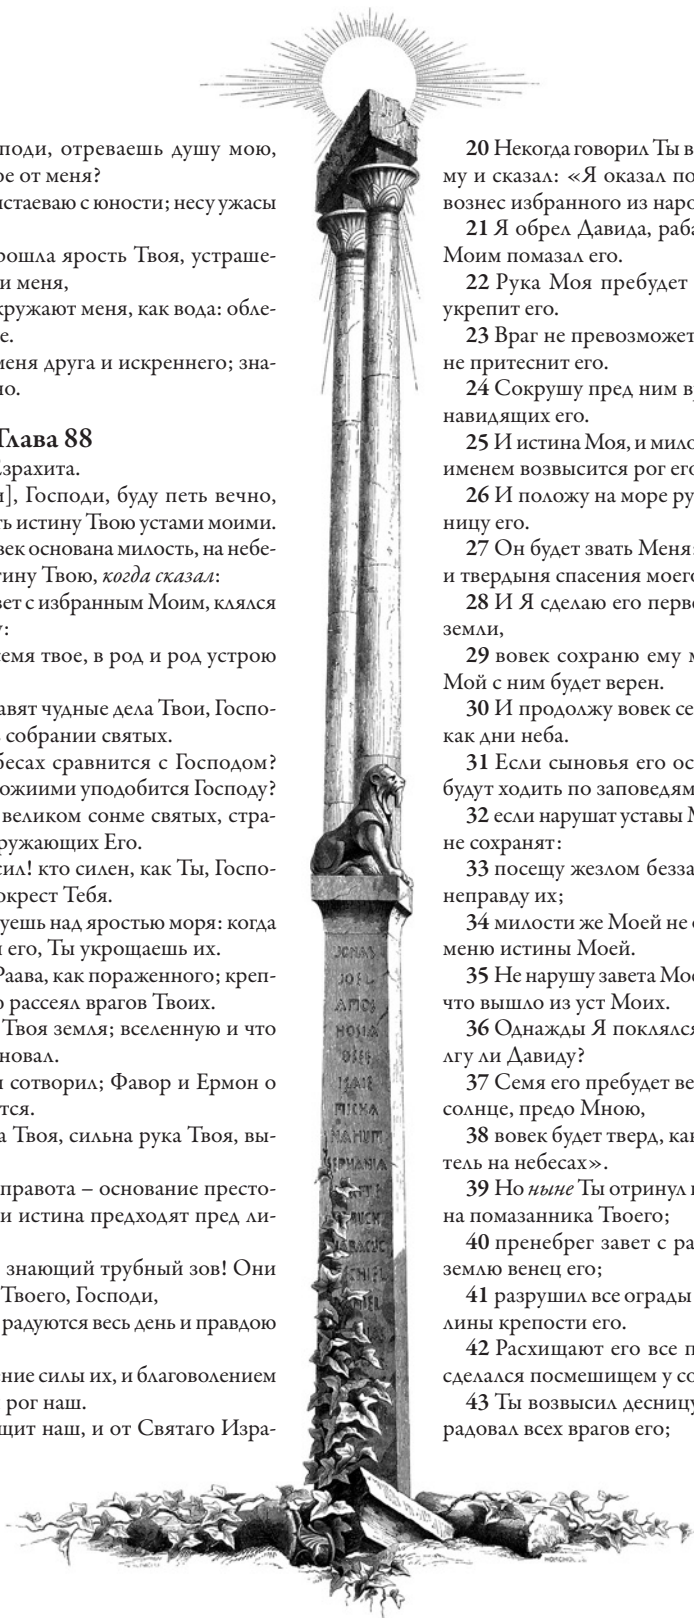 споди, отреваешь душу мою,
ое от меня?
истаеваю с юности; несу ужасы
рошла ярость Твоя, устраше-
и меня,
кружают меня, как вода: обле-
е.
меня друга и искреннего; зна-
но.
Глава 88
Езрахита.
и], Господи, буду петь вечно,
ть истину Твою устами моими.
век основана милость, на небе-
тину Твою, когда сказал:
вет с избранным Моим, клялся
у:
семя твое, в род и род устрою
авят чудные дела Твои, Госпо-
собрании святых.
бесах сравнится с Господом?
ожиими уподобится Господу?
великом сонме святых, стра-
ружающих Его.
сил! кто силен, как Ты, Госпо-
окрест Тебя.
уешь над яростью моря: когда
и его, Ты укрощаешь их.
Раава, как пораженного; креп-
о рассеял врагов Твоих.
Твоя земля; вселенную и что
новал.
и сотворил; Фавор и Ермон о
тся.
а Твоя, сильна рука Твоя, вы-
правота – основание престо-
и истина предходят пред ли-
знающий трубный зов! Они
Твоего, Господи,
радуются весь день и правдою
ение силы их, и благоволением
рог наш.
щит наш, и от Святаго Изра-
JONAS
JOEL
AMOS
HOSIA
OSEE
ISAIE
MICHA
NAHUM
SEPHANIA
20 Некогда говорил Ты в
му и сказал: «Я оказал по
вознес избранного из наро
21 Я обрел Давида, раба
Моим помазал его.
22 Рука Моя пребудет
укрепит его.
23 Враг не превозможет
не притеснит его.
24 Сокрушу пред ним вр
навидящих его.
25 И истина Моя, и мило
именем возвысится рог его
26 И положу на море ру
ницу его.
27 Он будет звать Меня:
и твердыня спасения моего
28 И Я сделаю его перве
земли,
29 вовек сохраню ему м
Мой с ним будет верен.
30 И продолжу вовек се
как дни неба.
31 Если сыновья его ос
будут ходить по заповедям
32 если нарушат уставы М
не сохранят:
33 посещу жезлом безза
неправду их;
34 милости же Моей не о
меню истины Моей.
35 Не нарушу завета Мое
что вышло из уст Моих.
36 Однажды Я поклялся
лгу ли Давиду?
37 Семя его пребудет ве
солнце, предо Мною,
38 вовек будет тверд, как
тель на небесах».
39 Но ныне Ты отринул и
на помазанника Твоего;
40 пренебрег завет с ра
землю венец его;
41 разрушил все ограды
лины крепости его.
42 Расхищают его все п
сделался посмешищем у со
43 Ты возвысил десницу
радовал всех врагов его;